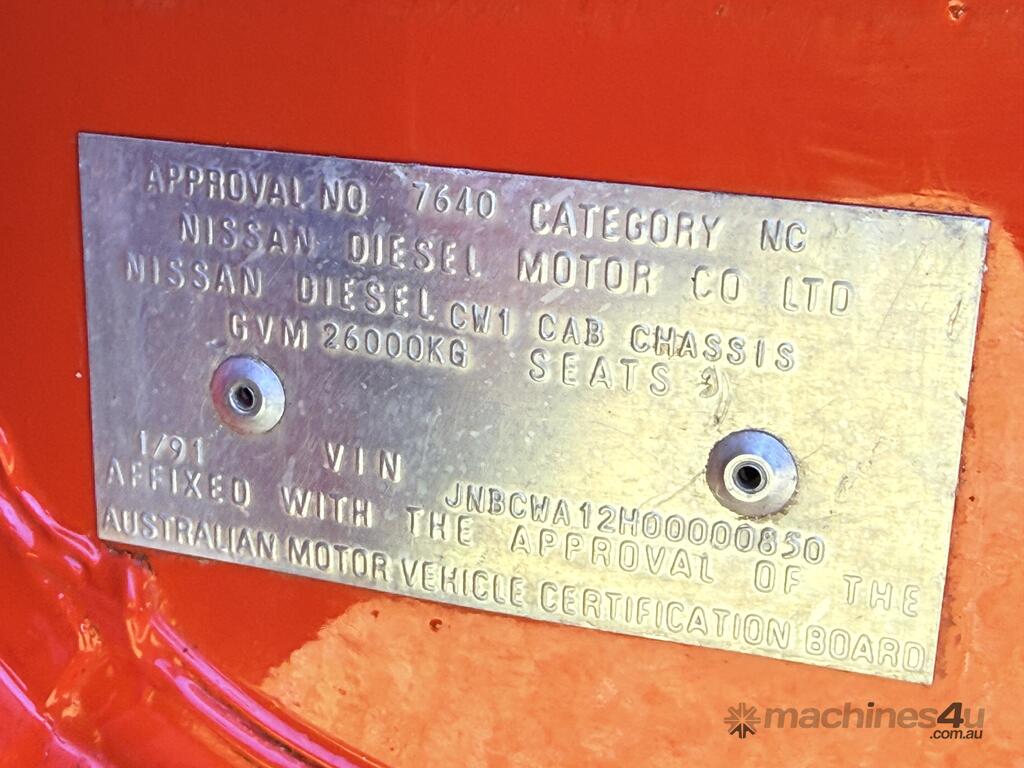 APPROVAL NO 7640 CATEGORY NC
NISSAN DIESEL MOTOR CO LTD
NISSAN DIESEL CW1 CAB CHASSIS
GVM 26000KG SEATS 3
1/91 VIN JNBCWA12H00000850
AFFIXED WITH THE APPROVAL OF THE
AUSTRALIAN MOTOR VEHICLE CERTIFICATION BOARD
machines4u
.com.au